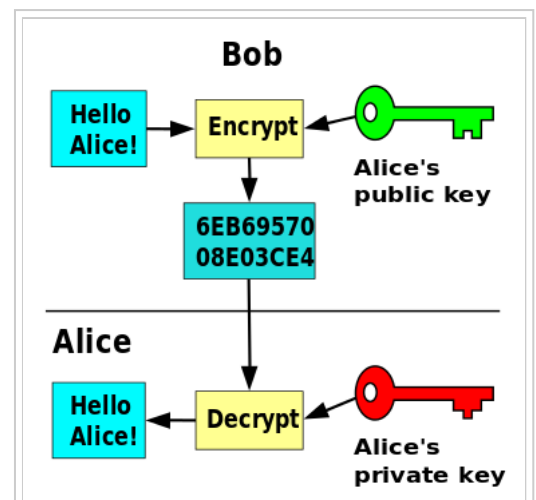 Bob
Hello
Alice!
Encrypt
Alice's
public key
6EB69570
08E03CE4
Alice
Hello
Alice!
Decrypt
Alice's
private key